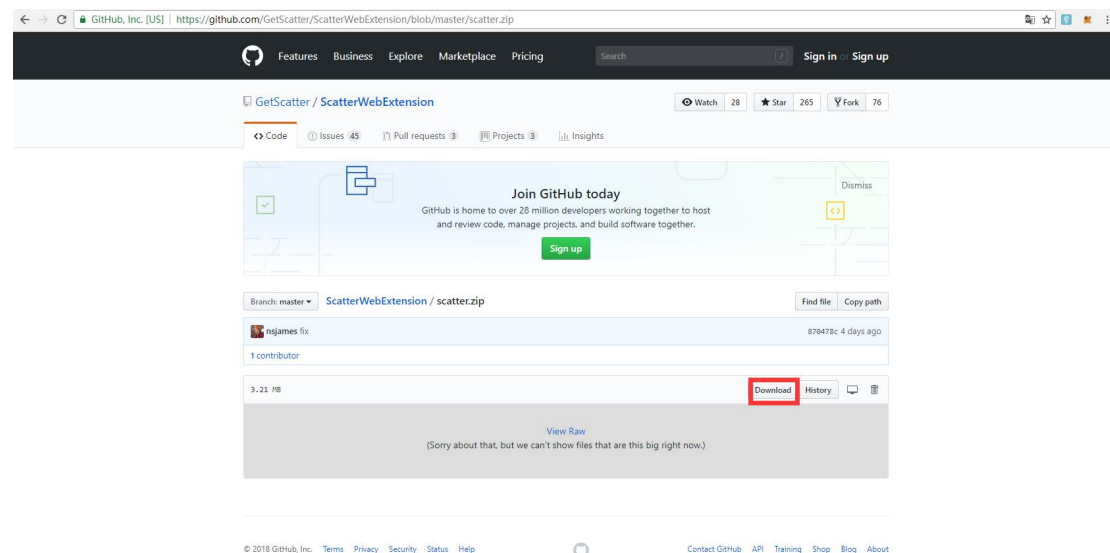 GitHub, Inc. [US] | https://github.com/GetScatter/ScatterWebExtension/blob/master/scatter.zip
Features Business Explore Marketplace Pricing Search / Sign in or Sign up
GetScatter / ScatterWebExtension Watch 28 Star 265 Fork 76
Code Issues 45 Pull requests 3 Projects 3 Insights
Join GitHub today
Dismiss
GitHub is home to over 28 million developers working together to host
and review code, manage projects, and build software together.
Sign up
Branch: master ScatterWebExtension / scatter.zip Find file Copy path
nsjames fix 870478c 4 days ago
1 contributor
3.21 MB Download History
View Raw
(Sorry about that, but we can't show files that are this big right now.)
© 2018 GitHub, Inc. Terms Privacy Security Status Help Contact GitHub API Training Shop Blog About